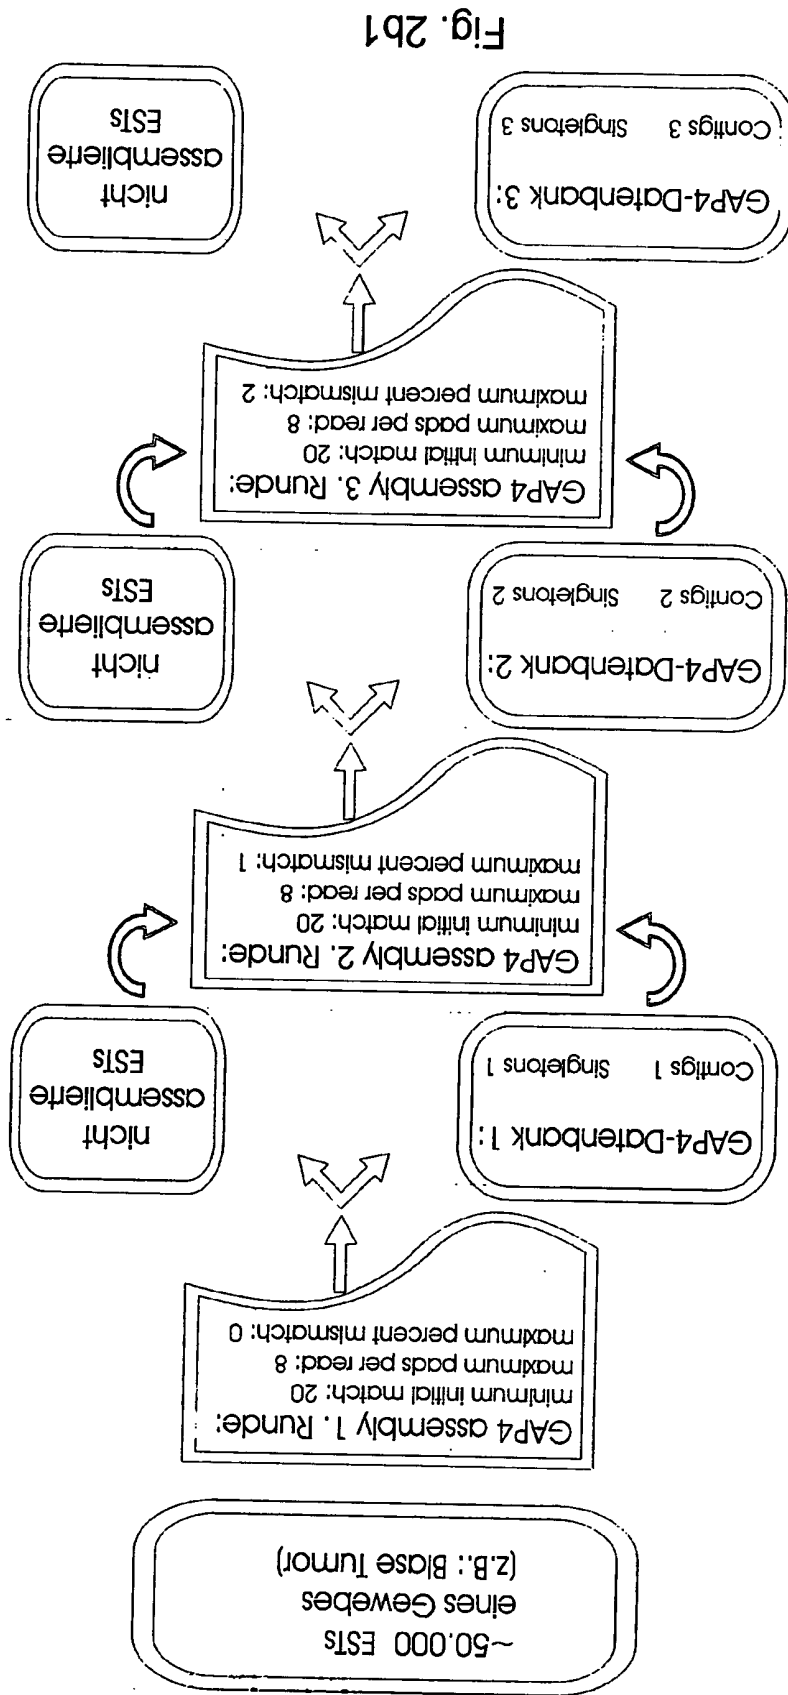 ~50.000 ESTs
eines Gewebes
(z.B.: Blase Tumor)
GAP4 assembly 1. Runde:
minimum initial match: 20
maximum pads per read: 8
maximum percent mismatch: 0
GAP4-Datenbank 1:
Contigs 1 Singletons 1
nicht
assemblierte
ESTs
GAP4 assembly 2. Runde:
minimum initial match: 20
maximum pads per read: 8
maximum percent mismatch: 1
GAP4-Datenbank 2:
Contigs 2 Singletons 2
nicht
assemblierte
ESTs
GAP4 assembly 3. Runde:
minimum initial match: 20
maximum pads per read: 8
maximum percent mismatch: 2
GAP4-Datenbank 3:
Contigs 3 Singletons 3
nicht
assemblierte
ESTs
Fig. 2b1